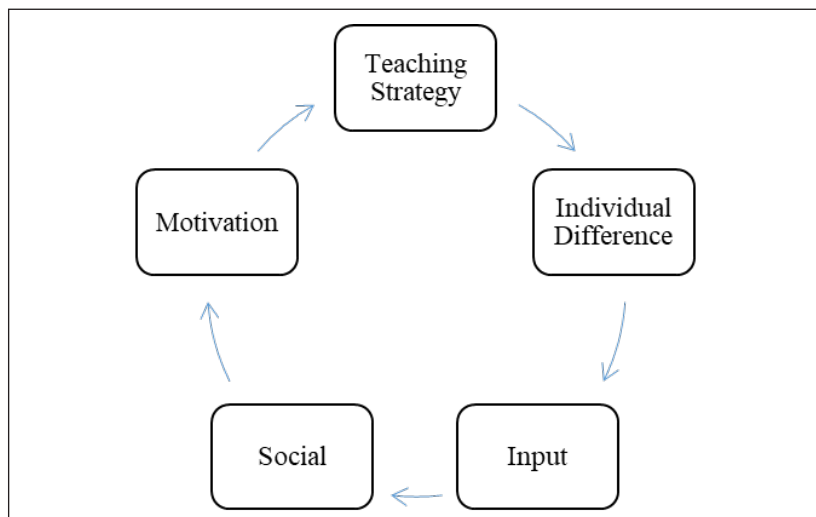 Teaching
Strategy
Individual
Difference
Input
Social
Motivation